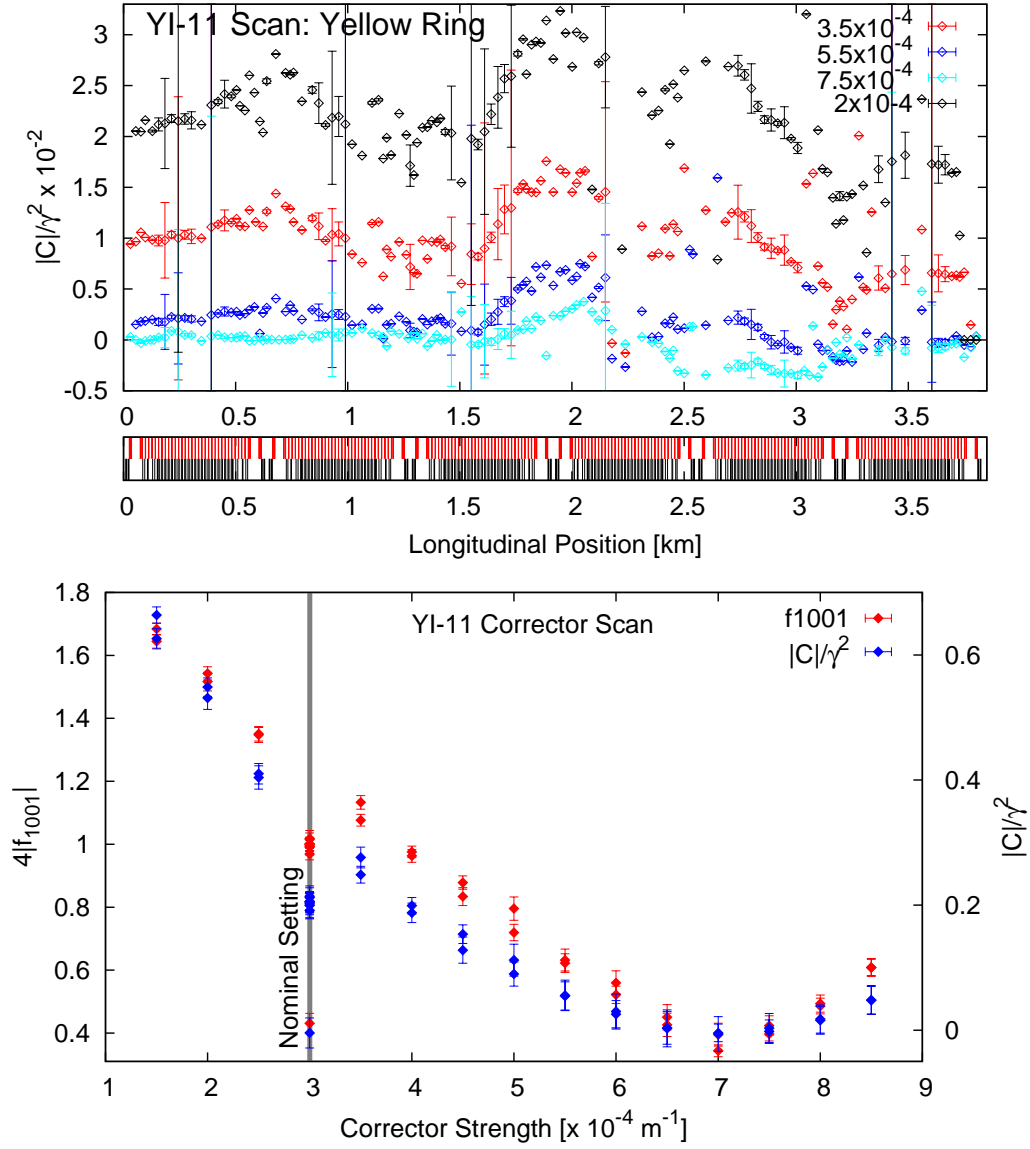 YI-11 Scan: Yellow Ring
3.5x10-4
5.5x10-4
7.5x10-4
2x10-4
|C|/γ2 x 10-2
3
2.5
2
1.5
1
0.5
0
-0.5
0 0.5 1 1.5 2 2.5 3 3.5
0 0.5 1 1.5 2 2.5 3 3.5
Longitudinal Position [km]
YI-11 Corrector Scan
f1001
|C|/γ2
Nominal Setting
4|f1001|
1.8
1.6
1.4
1.2
1
0.8
0.6
0.4
0.6
0.4
0.2
0
|C|/γ2
1 2 3 4 5 6 7 8 9
Corrector Strength [x 10-4 m-1]